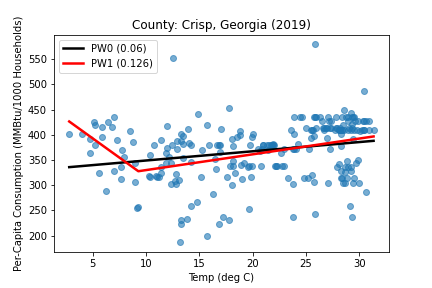 County: Crisp, Georgia (2019)
PW0 (0.06)
PW1 (0.126)
Per-Capita Consumption (MMBtu/1000 Households)
550
500
450
400
350
300
250
200
5 10 15 20 25 30
Temp (deg C)